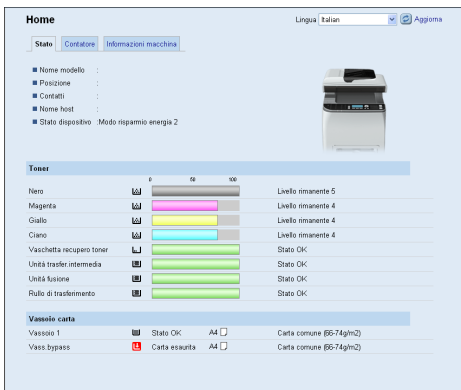 Home
Lingua Italian Aggiorna
Stato Contatore Informazioni macchina
Nome modello :
Posizione :
Contatti :
Nome host :
Stato dispositivo :Modo risparmio energia 2
Toner
0 50 100
Nero Livello rimanente 5
Magenta Livello rimanente 4
Giallo Livello rimanente 4
Ciano Livello rimanente 4
Vaschetta recupero toner Stato OK
Unità trasfer.intermedia Stato OK
Unità fusione Stato OK
Rullo di trasferimento Stato OK
Vassoio carta
Vassoio 1 Stato OK A4 Carta comune (66-74g/m2)
Vass.bypass Carta esaurita A4 Carta comune (66-74g/m2)